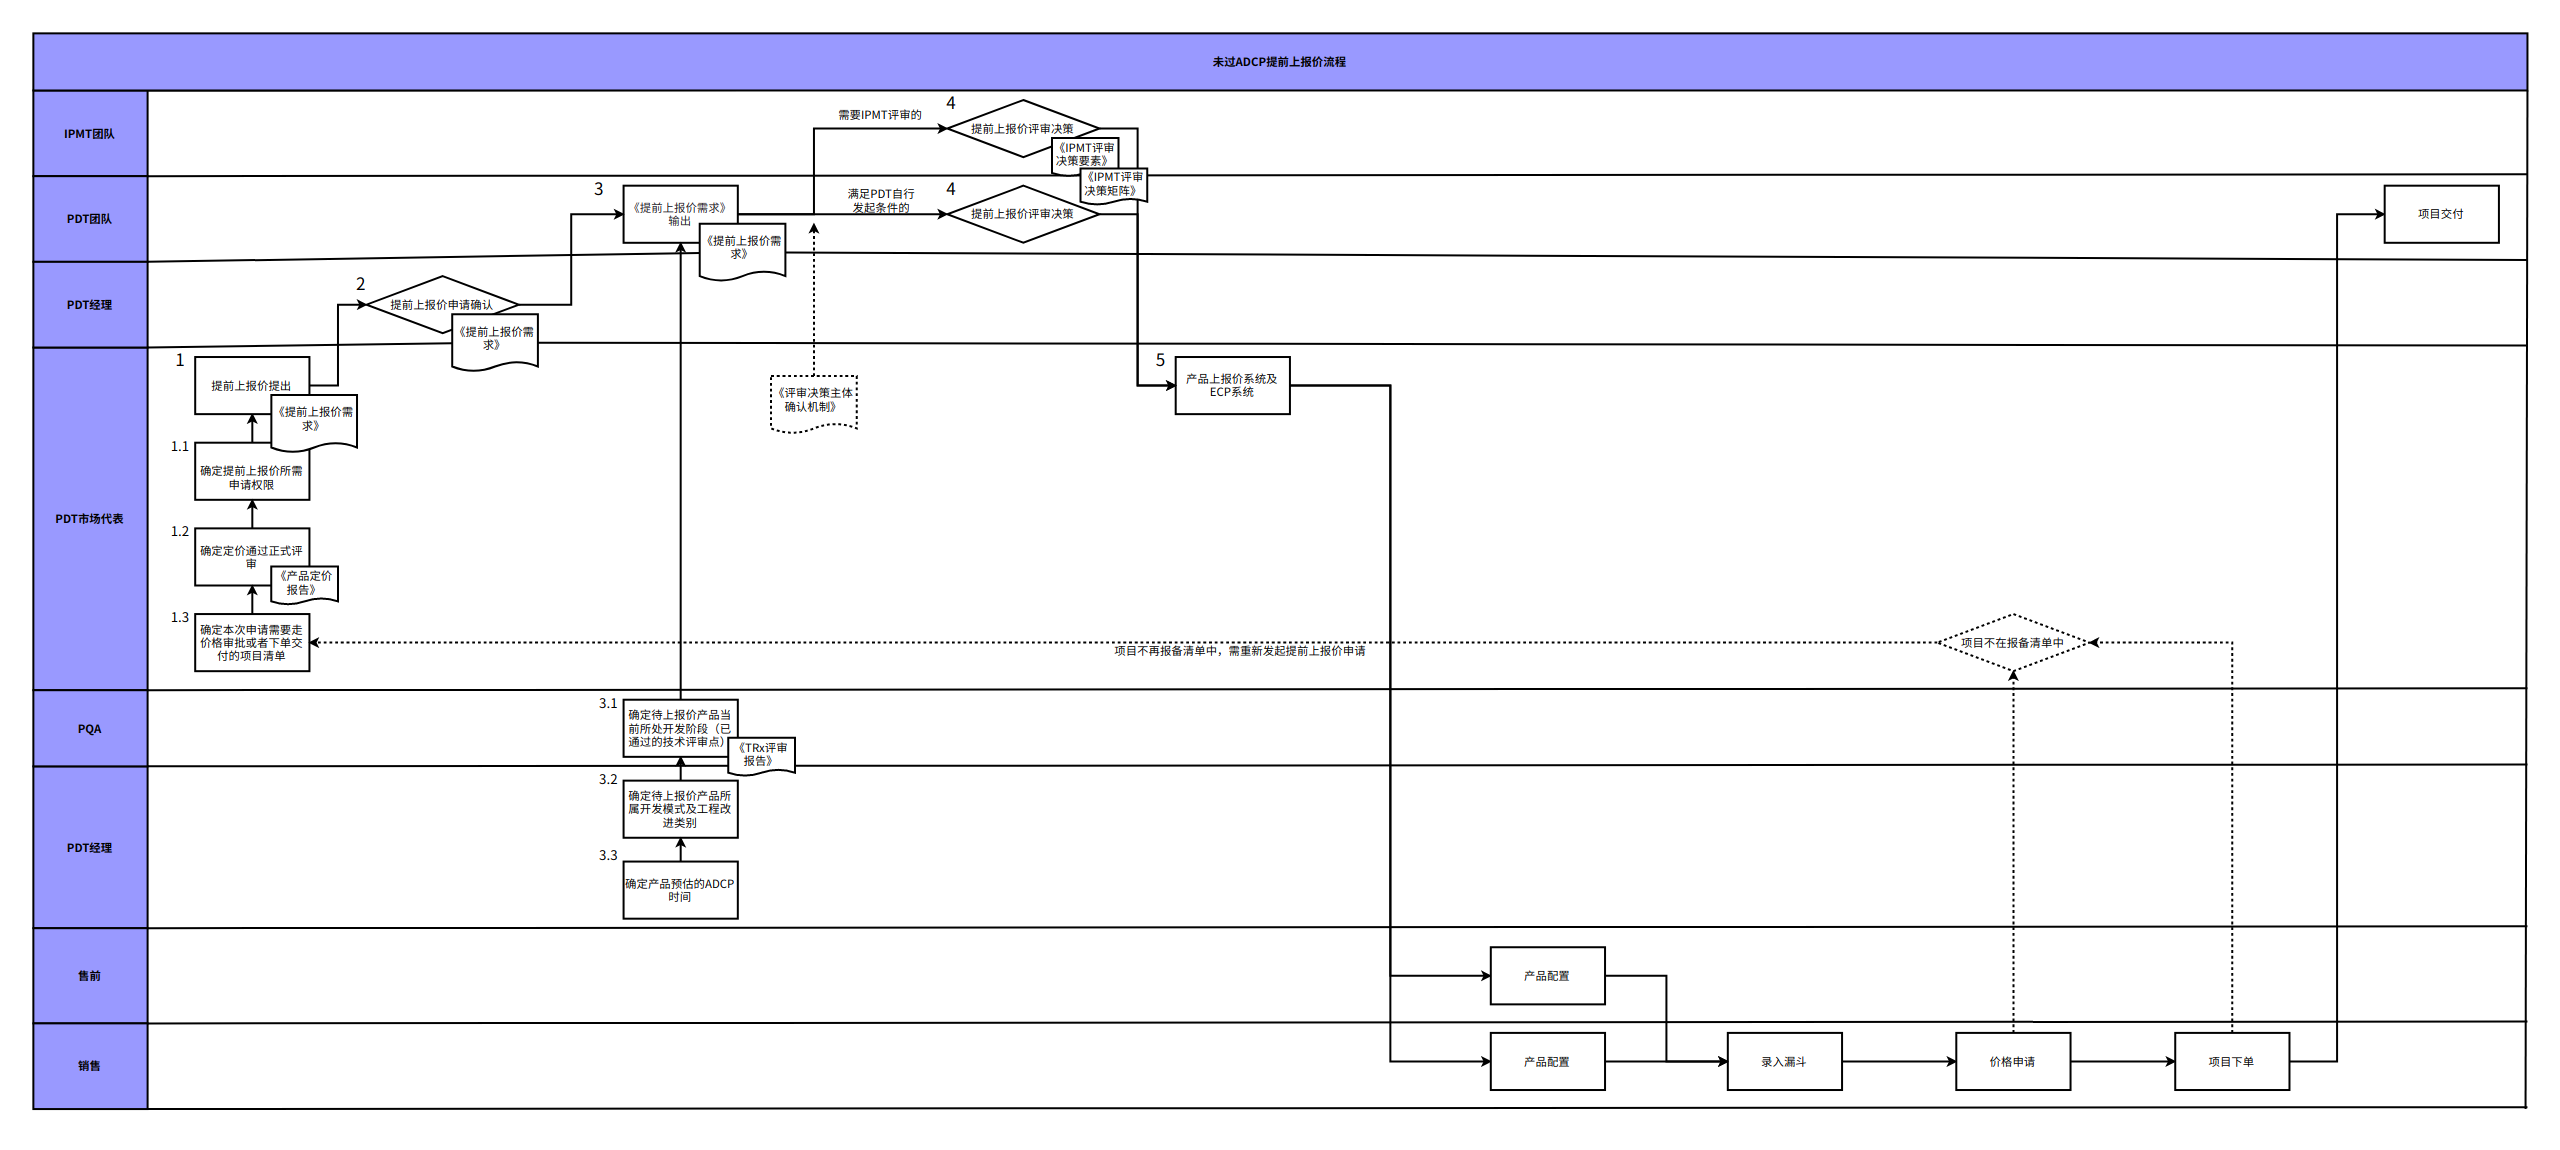 未过ADCP提前上报价流程
IPMT团队
需要IPMT评审的
4
提前上报价评审决策
《IPMT评审
决策要素》
《IPMT评审
决策矩阵》
PDT团队
3
《提前上报价需求》
输出
《提前上报价需
求》
满足PDT自行
发起条件的
4
提前上报价评审决策
项目交付
PDT经理
2
提前上报价申请确认
《提前上报价需
求》
PDT市场代表
1
提前上报价提出
《提前上报价需
求》
1.1
确定提前上报价所需
申请权限
1.2
确定定价通过正式评
审
《产品定价
报告》
1.3
确定本次申请需要走
价格审批或者下单交
付的项目清单
《评审决策主体
确认机制》
5
产品上报价系统及
ECP系统
项目不再报备清单中，需重新发起提前上报价申请
项目不在报备清单中
PQA
3.1
确定待上报价产品当
前所处开发阶段（已
通过的技术评审点）
《TRx评审
报告》
PDT经理
3.2
确定待上报价产品所
属开发模式及工程改
进类别
3.3
确定产品预估的ADCP
时间
售前
产品配置
销售
产品配置
录入漏斗
价格申请
项目下单